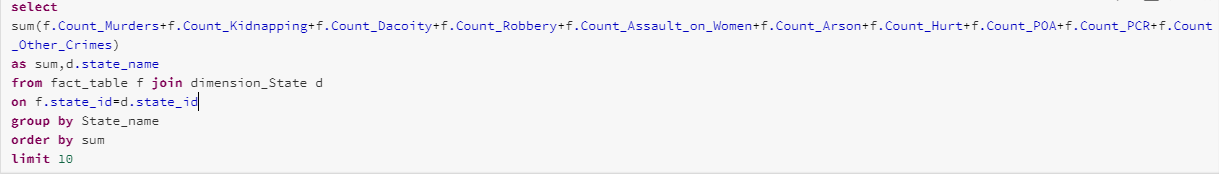 select
sum(f.Count_Murders+f.Count_Kidnapping+f.Count_Dacoity+f.Count_Robbery+f.Count_Assault_on_Women+f.Count_Arson+f.Count_Hurt+f.Count_POA+f.Count_PCR+f.Count
_Other_Crimes)
as sum,d.state_name
from fact_table f join dimension_State d
on f.state_id=d.state_id
group by State_name
order by sum
limit 10